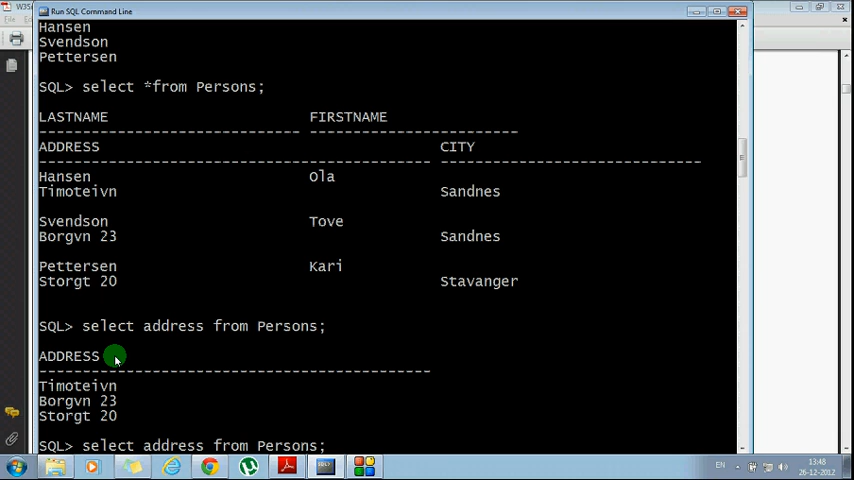 W3S
Run SQL Command Line
Hansen
Svendson
Pettersen
SQL> select *from Persons;
LASTNAME FIRSTNAME
------------------------------ ------------------------
ADDRESS CITY
--------------------------------------------- ------------------------------
Hansen Ola
Timoteivn Sandnes
Svendson Tove
Borgvn 23 Sandnes
Pettersen Kari
Storgt 20 Stavanger
SQL> select address from Persons;
ADDRESS
---------------------------------------------
Timoteivn
Borgvn 23
Storgt 20
SQL> select address from Persons;
EN 13:48
26-12-2012